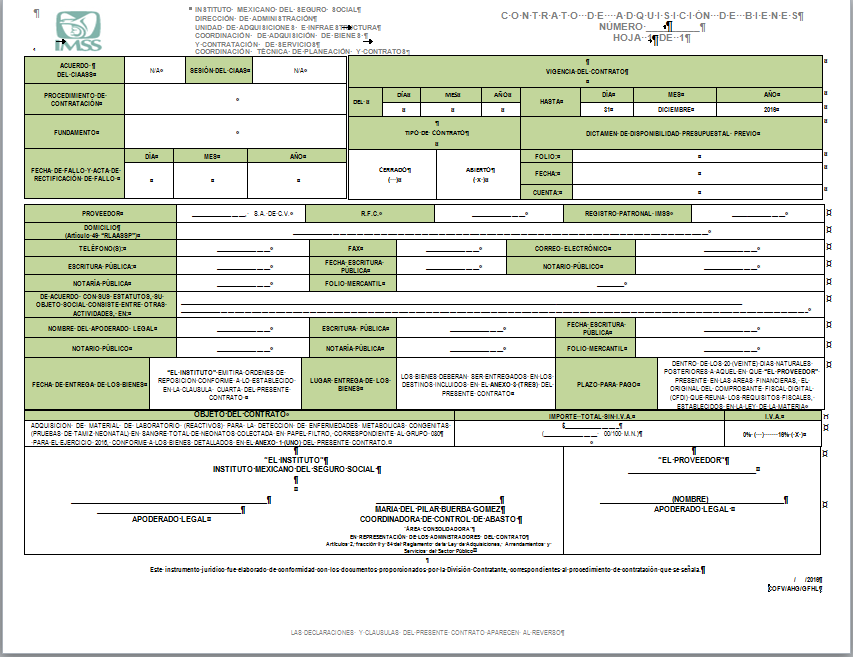 INSTITUTO MEXICANO DEL SEGURO SOCIAL
DIRECCIÓN DE ADMINISTRACIÓN
UNIDAD DE ADQUISICIONES E INFRAESTRUCTURA
COORDINACIÓN DE ADQUISICIÓN DE BIENES
Y CONTRATACIÓN DE SERVICIOS
COORDINACIÓN TÉCNICA DE PLANEACIÓN Y CONTRATOS
IMSS
CONTRATO DE ADQUISICIÓN DE BIENES
NÚMERO
HOJA 1 DE 1
ACUERDO DEL CIAASS N/A SESIÓN DEL CIAAS N/A
VIGENCIA DEL CONTRATO
PROCEDIMIENTO DE CONTRATACIÓN
DEL DÍA MES AÑO HASTA DÍA MES AÑO
31 DICIEMBRE 2016
FUNDAMENTO
TIPO DE CONTRATO
DICTAMEN DE DISPONIBILIDAD PRESUPUESTAL PREVIO
FECHA DE FALLO Y ACTA DE RECTIFICACIÓN DE FALLO
DÍA MES AÑO
CERRADO ( )
ABIERTO ( X )
FOLIO:
FECHA:
CUENTA:
PROVEEDOR S.A. DE C.V. R.F.C. REGISTRO PATRONAL IMSS
DOMICILIO
(Artículo 49 "RLAASSP")
TELÉFONO(S): FAX CORREO ELECTRÓNICO
ESCRITURA PÚBLICA FECHA ESCRITURA PÚBLICA NOTARIO PÚBLICO
NOTARÍA PÚBLICA FOLIO MERCANTIL
DE ACUERDO CON SUS ESTATUTOS, SU
OBJETO SOCIAL CONSISTE ENTRE OTRAS
ACTIVIDADES, EN:
NOMBRE DEL APODERADO LEGAL ESCRITURA PÚBLICA FECHA ESCRITURA PÚBLICA
NOTARIO PÚBLICO NOTARÍA PÚBLICA FOLIO MERCANTIL
FECHA DE ENTREGA DE LOS BIENES
"EL INSTITUTO" EMITIRA ORDENES DE
REPOSICION CONFORME A LO ESTABLECIDO
EN LA CLAUSULA CUARTA DEL PRESENTE
CONTRATO
LUGAR ENTREGA DE LOS BIENES
LOS BIENES DEBERAN SER ENTREGADOS EN LOS
DESTINOS INCLUIDOS EN EL ANEXO 3 (TRES) DEL
PRESENTE CONTRATO
PLAZO PARA PAGO
DENTRO DE LOS 20 (VEINTE) DIAS NATURALES
POSTERIORES A AQUEL EN QUE "EL PROVEEDOR"
PRESENTE EN LAS AREAS FINANCIERAS, EL
ORIGINAL DEL COMPROBANTE FISCAL DIGITAL
(CFDI) QUE REUNA LOS REQUISITOS FISCALES,
ESTABLECIDOS EN LA LEY DE LA MATERIA
OBJETO DEL CONTRATO IMPORTE TOTAL SIN I.V.A. I.V.A.
ADQUISICION DE MATERIAL DE LABORATORIO (REACTIVOS) PARA LA DETECCION DE ENFERMEDADES METABOLICAS CONGENITAS
(PRUEBAS DE TAMIZ NEONATAL) EN SANGRE TOTAL DE NEONATOS COLECTADA EN PAPEL FILTRO, CORRESPONDIENTE AL GRUPO 080
PARA EL EJERCICIO 2016, CONFORME A LOS BIENES DETALLADOS EN EL ANEXO 1 (UNO) DEL PRESENTE CONTRATO.
$
( 00/100 M.N.)
0% ( ) 16% ( X )
"EL INSTITUTO"
INSTITUTO MEXICANO DEL SEGURO SOCIAL
APODERADO LEGAL
MARIA DEL PILAR BUERBA GOMEZ
COORDINADORA DE CONTROL DE ABASTO
"ÁREA CONSOLIDADORA"
EN REPRESENTACIÓN DE LOS ADMINISTRADORES DEL CONTRATO
Artículos 2, fracción II y 84 del Reglamento de la Ley de Adquisiciones, Arrendamientos y
Servicios del Sector Público
"EL PROVEEDOR"
(NOMBRE)
APODERADO LEGAL
Este instrumento jurídico fue elaborado de conformidad con los documentos proporcionados por la División Contratante, correspondientes al procedimiento de contratación que se señala.
/ /2016
COFV/AHG/GFHL
LAS DECLARACIONES Y CLAUSULAS DEL PRESENTE CONTRATO APARECEN AL REVERSO